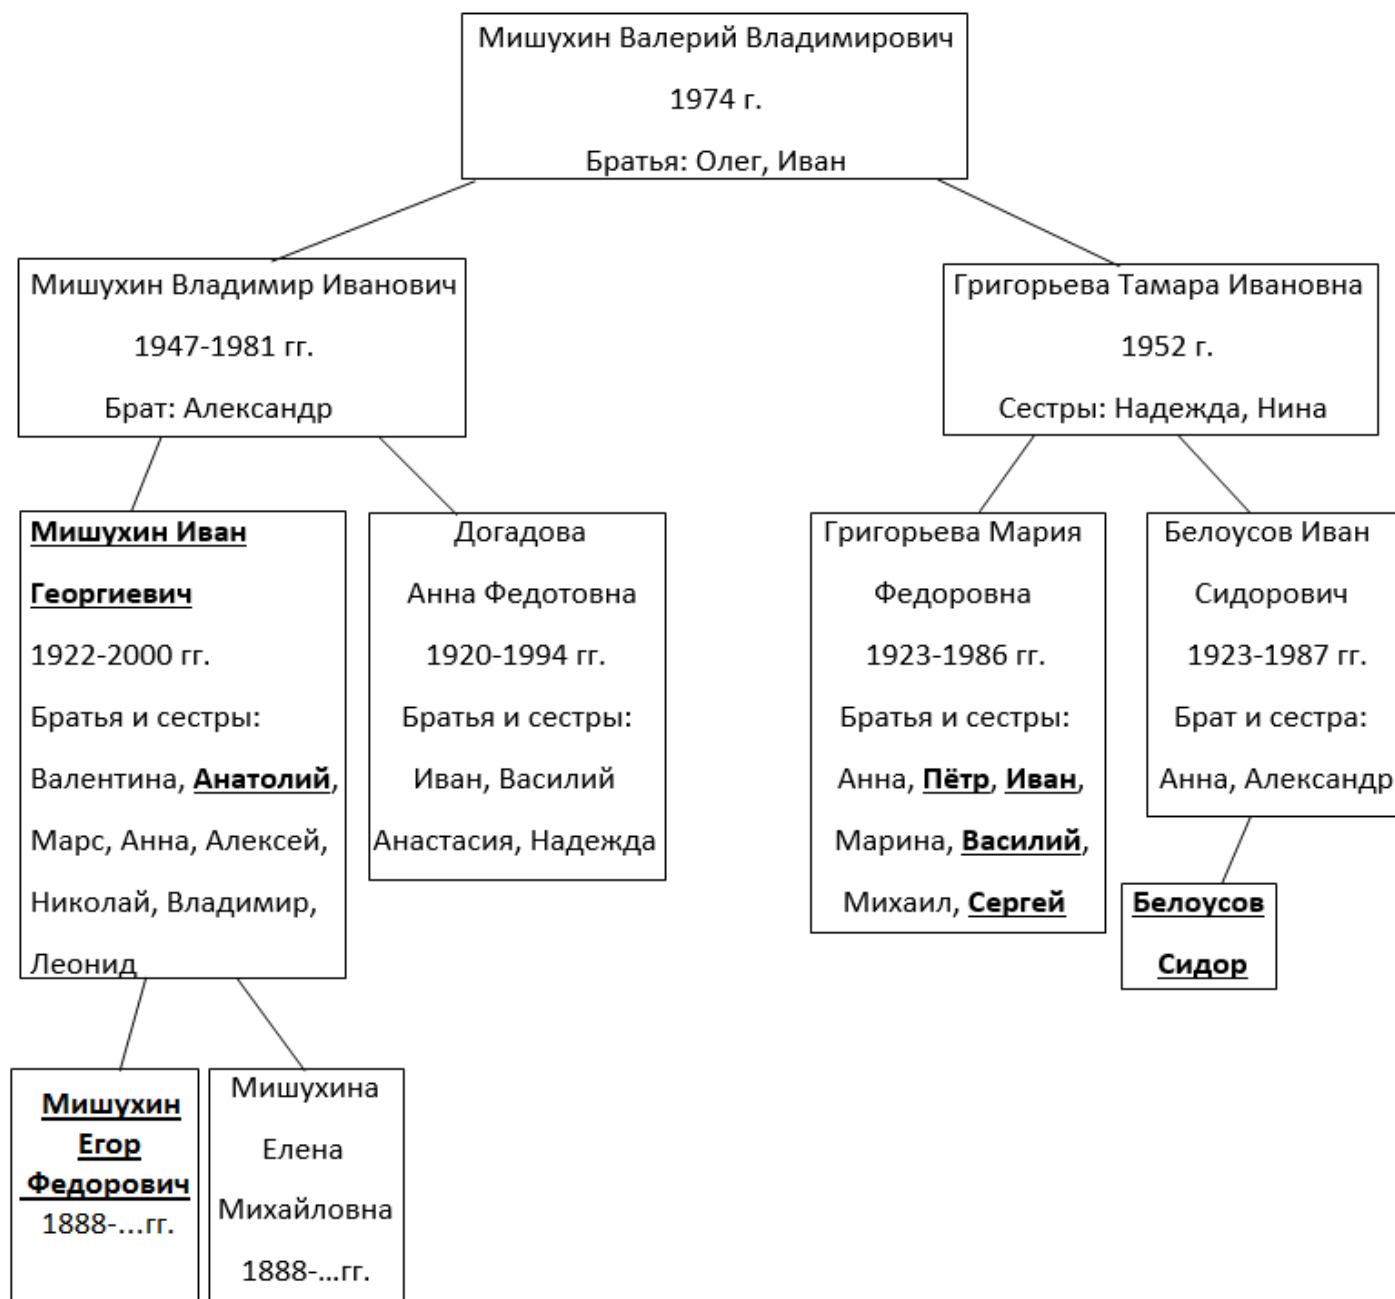 Мишухин Валерий Владимирович
1974 г.
Братья: Олег, Иван
Мишухин Владимир Иванович
1947-1981 гг.
Брат: Александр
Григорьева Тамара Ивановна
1952 г.
Сестры: Надежда, Нина
Мишухин Иван
Георгиевич
1922-2000 гг.
Братья и сестры:
Валентина, Анатолий,
Марс, Анна, Алексей,
Николай, Владимир,
Леонид
Догадова
Анна Федотовна
1920-1994 гг.
Братья и сестры:
Иван, Василий
Анастасия, Надежда
Григорьева Мария
Федоровна
1923-1986 гг.
Братья и сестры:
Анна, Пётр, Иван,
Марина, Василий,
Михаил, Сергей
Белоусов Иван
Сидорович
1923-1987 гг.
Брат и сестра:
Анна, Александр
Белоусов
Сидор
Мишухин
Егор
Федорович
1888-...гг.
Мишухина
Елена
Михайловна
1888-...гг.